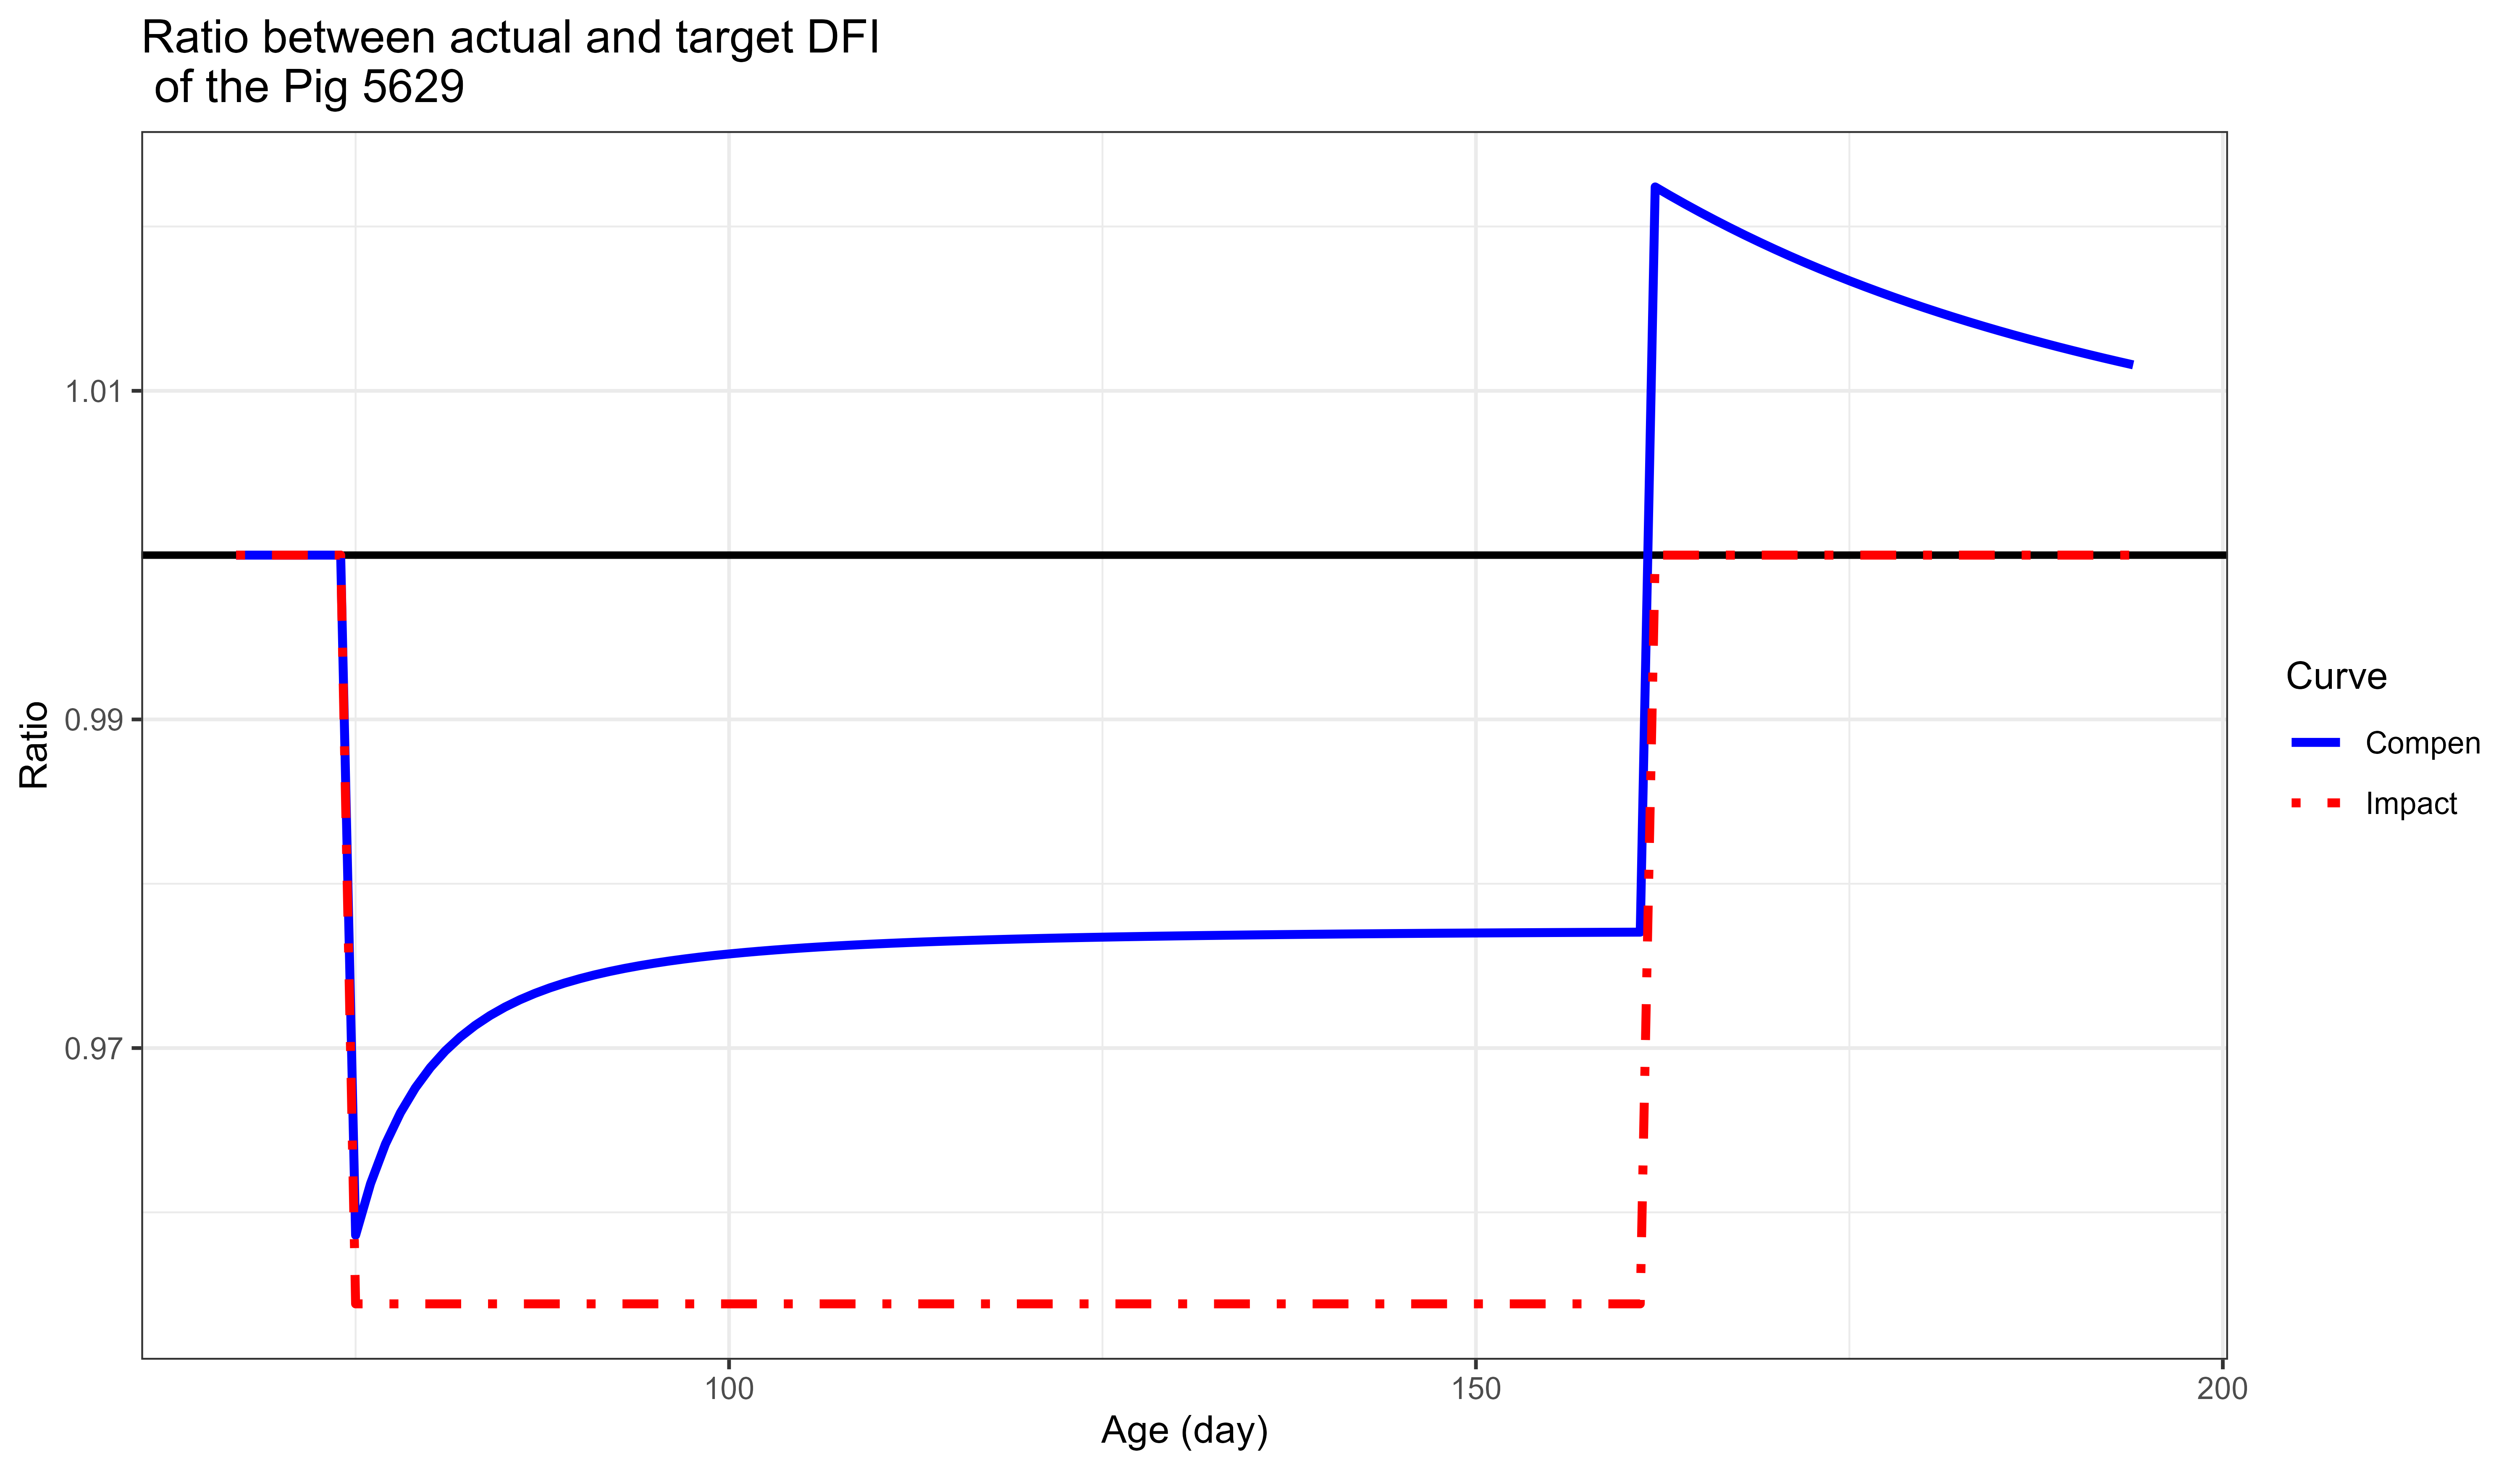 Ratio between actual and target DFI
of the Pig 5629
Ratio
1.01
0.99
0.97
100
150
200
Age (day)
Curve
Compen
Impact